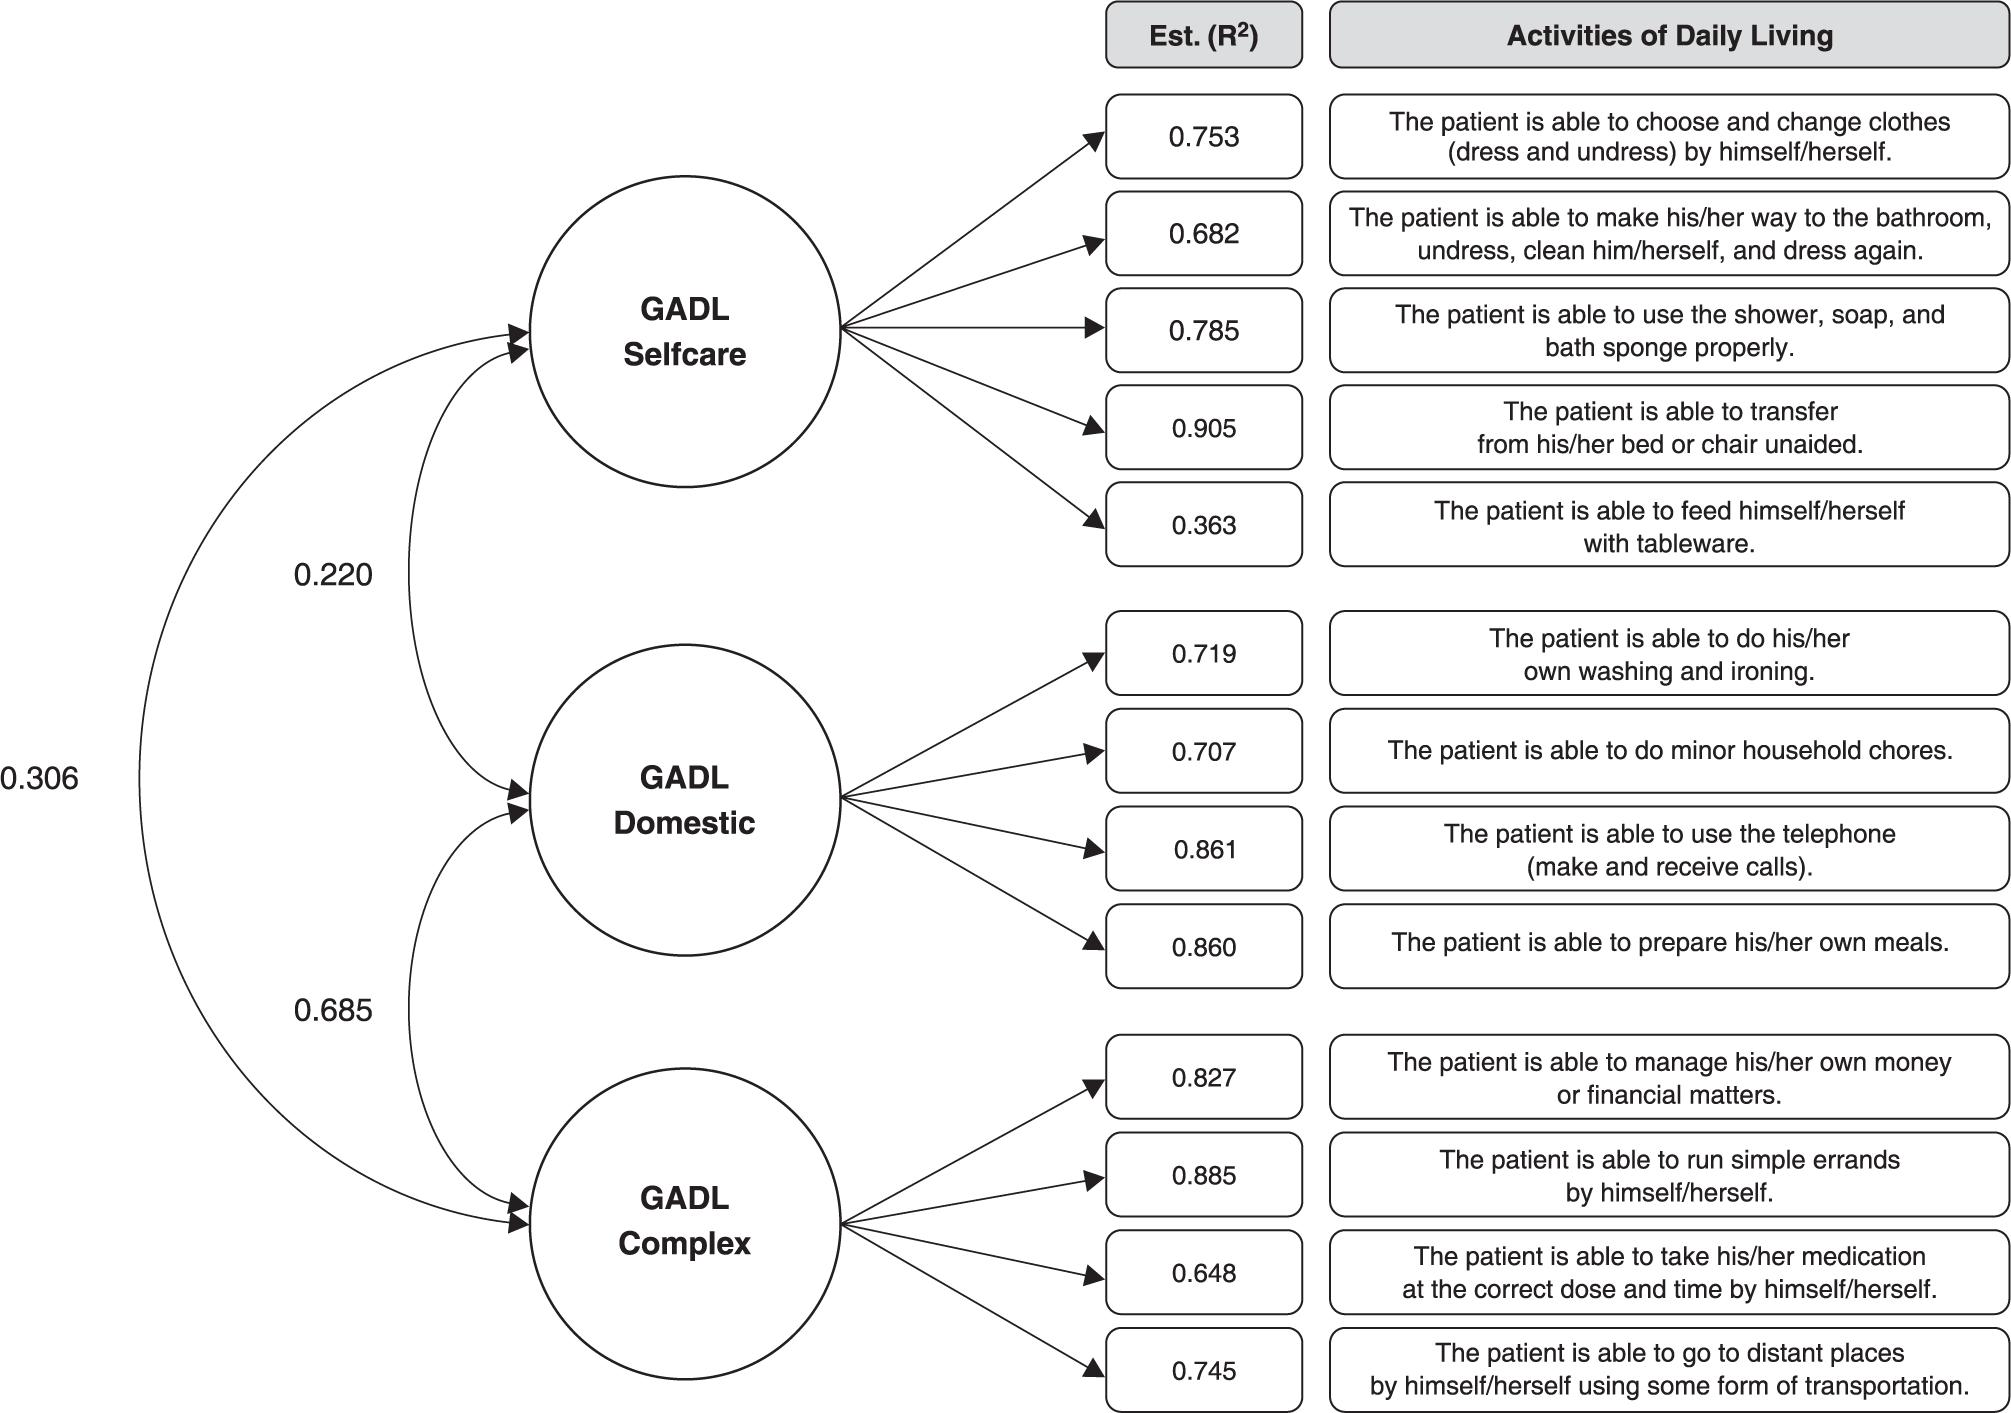 Est. (R²)
Activities of Daily Living
0.753
The patient is able to choose and change clothes
(dress and undress) by himself/herself.
0.682
The patient is able to make his/her way to the bathroom,
undress, clean him/herself, and dress again.
GADL
Selfcare
0.785
The patient is able to use the shower, soap, and
bath sponge properly.
0.905
The patient is able to transfer
from his/her bed or chair unaided.
0.363
The patient is able to feed himself/herself
with tableware.
0.220
0.719
The patient is able to do his/her
own washing and ironing.
0.306
GADL
Domestic
0.707
The patient is able to do minor household chores.
0.861
The patient is able to use the telephone
(make and receive calls).
0.860
The patient is able to prepare his/her own meals.
0.685
0.827
The patient is able to manage his/her own money
or financial matters.
GADL
Complex
0.885
The patient is able to run simple errands
by himself/herself.
0.648
The patient is able to take his/her medication
at the correct dose and time by himself/herself.
0.745
The patient is able to go to distant places
by himself/herself using some form of transportation.